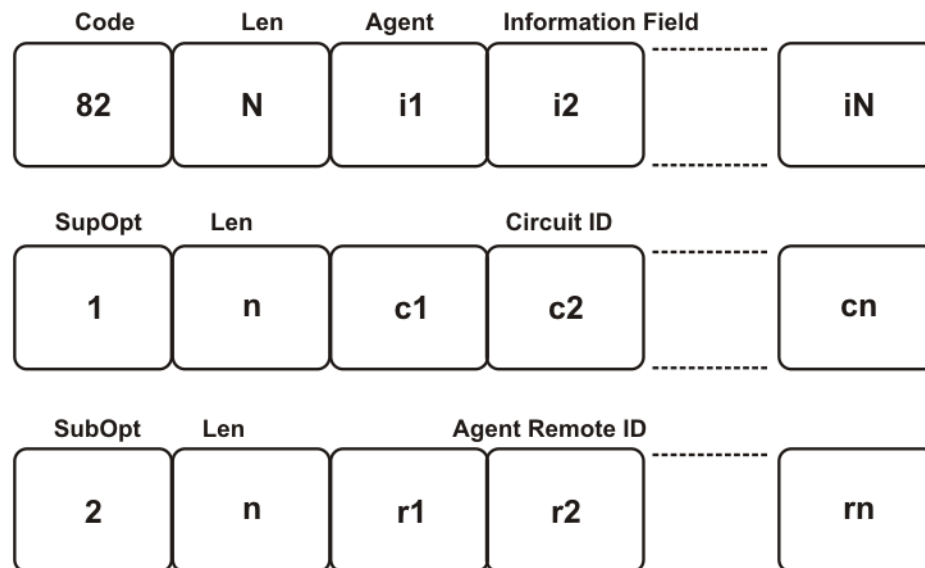 Code Len Agent Information Field
82 N i1 i2 iN
SupOpt Len Circuit ID
1 n c1 c2 cn
SubOpt Len Agent Remote ID
2 n r1 r2 rn